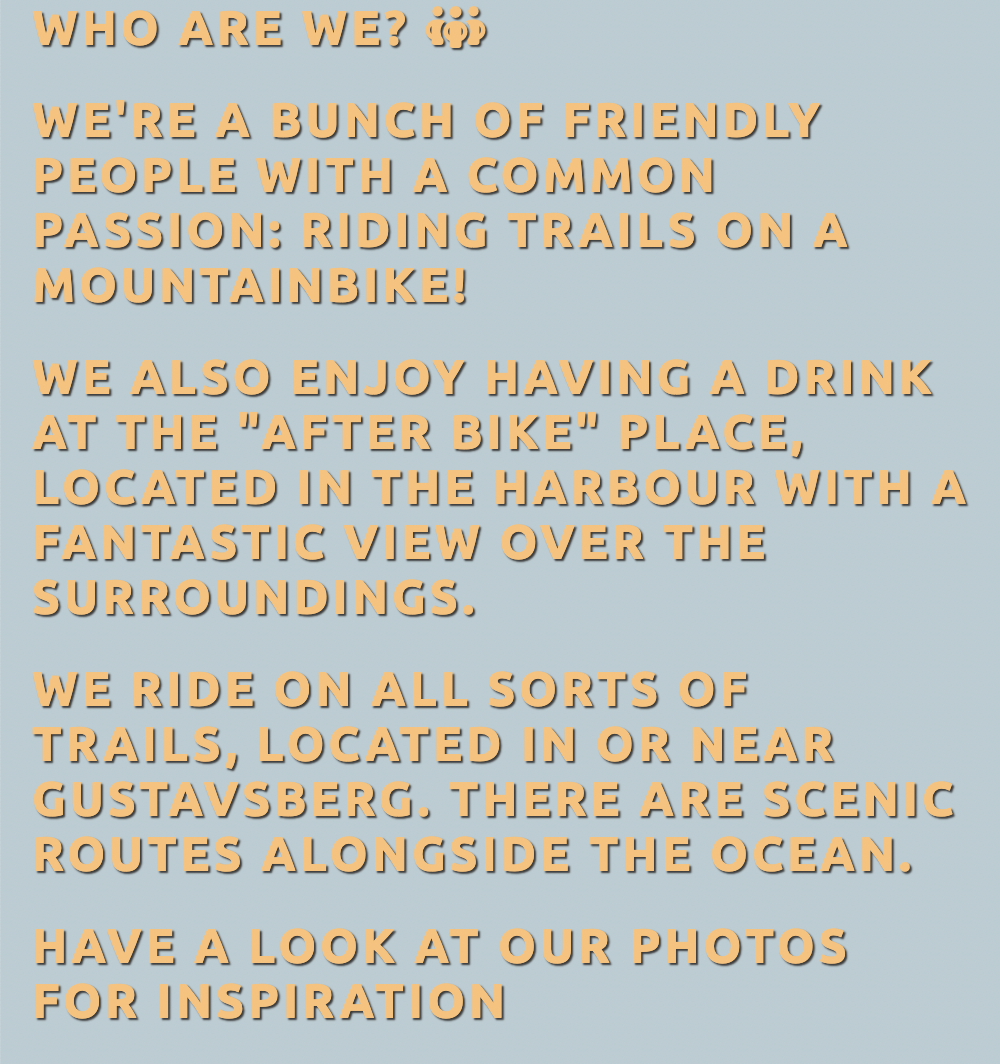 WHO ARE WE?
WE'RE A BUNCH OF FRIENDLY
PEOPLE WITH A COMMON
PASSION: RIDING TRAILS ON A
MOUNTAINBIKE!
WE ALSO ENJOY HAVING A DRINK
AT THE "AFTER BIKE" PLACE,
LOCATED IN THE HARBOUR WITH A
FANTASTIC VIEW OVER THE
SURROUNDINGS.
WE RIDE ON ALL SORTS OF
TRAILS, LOCATED IN OR NEAR
GUSTAVSBERG. THERE ARE SCENIC
ROUTES ALONGSIDE THE OCEAN.
HAVE A LOOK AT OUR PHOTOS
FOR INSPIRATION